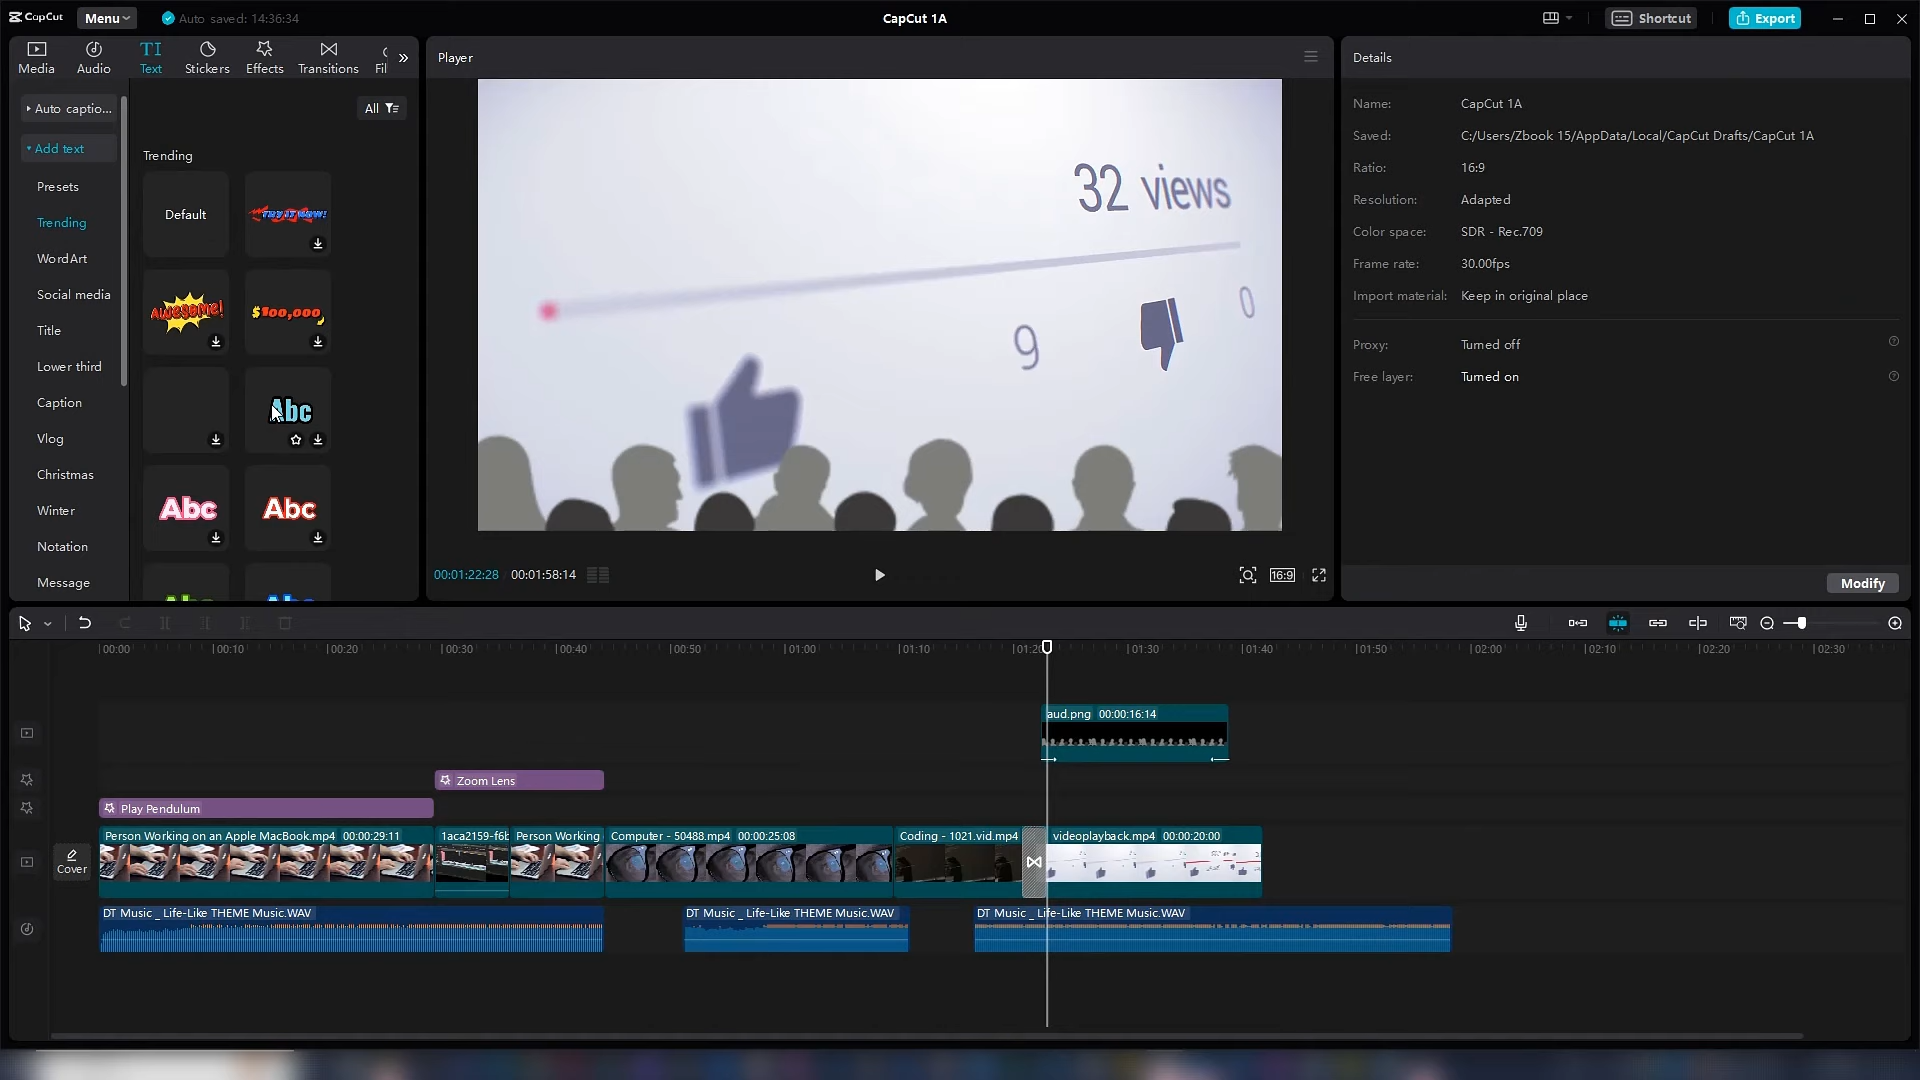 CapCut
Menu
Auto saved: 14:36:34
CapCut 1A
Shortcut
Export
Media
Audio
TI
Text
Stickers
Effects
Transitions
Fil
Player
Details
Auto captio...
Add text
Presets
Trending
WordArt
Social media
Title
Lower third
Caption
Vlog
Christmas
Winter
Notation
Message
All
Trending
Default
TRY IT NOW!
AWESOME!
$100,000
Abc
Abc
Abc
32 views
9
0
00:01:22:28
00:01:58:14
16:9
Name: CapCut 1A
Saved: C:/Users/Zbook 15/AppData/Local/CapCut Drafts/CapCut 1A
Ratio: 16:9
Resolution: Adapted
Color space: SDR - Rec.709
Frame rate: 30.00fps
Import material: Keep in original place
Proxy: Turned off
Free layer: Turned on
Modify
00:00
00:10
00:20
00:30
00:40
00:50
01:00
01:10
01:20
01:30
01:40
01:50
02:00
02:10
02:20
02:30
aud.png 00:00:16:14
Zoom Lens
Play Pendulum
Cover
Person Working on an Apple MacBook.mp4 00:00:29:11
1aca2159-f6b
Person Working
Computer - 50488.mp4 00:00:25:08
Coding - 1021.vid.mp4
videoplayback.mp4 00:00:20:00
DT Music _ Life-Like THEME Music.WAV
DT Music _ Life-Like THEME Music.WAV
DT Music _ Life-Like THEME Music.WAV